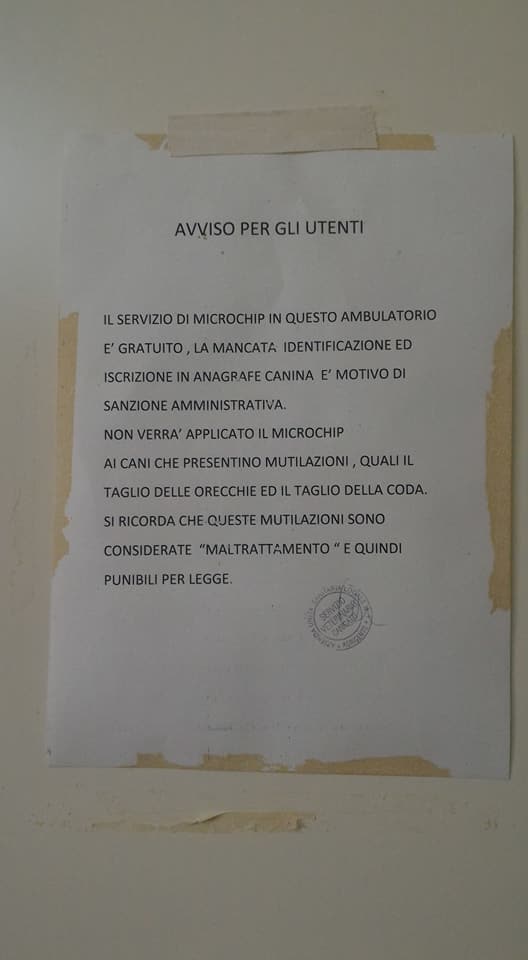 AVVISO PER GLI UTENTI
IL SERVIZIO DI MICROCHIP IN QUESTO AMBULATORIO
E' GRATUITO , LA MANCATA IDENTIFICAZIONE ED
ISCRIZIONE IN ANAGRAFE CANINA E' MOTIVO DI
SANZIONE AMMINISTRATIVA.
NON VERRA' APPLICATO IL MICROCHIP
AI CANI CHE PRESENTINO MUTILAZIONI , QUALI IL
TAGLIO DELLE ORECCHIE ED IL TAGLIO DELLA CODA.
SI RICORDA CHE QUESTE MUTILAZIONI SONO
CONSIDERATE "MALTRATTAMENTO " E QUINDI
PUNIBILI PER LEGGE.
SERVIZIO
VETERINARIO